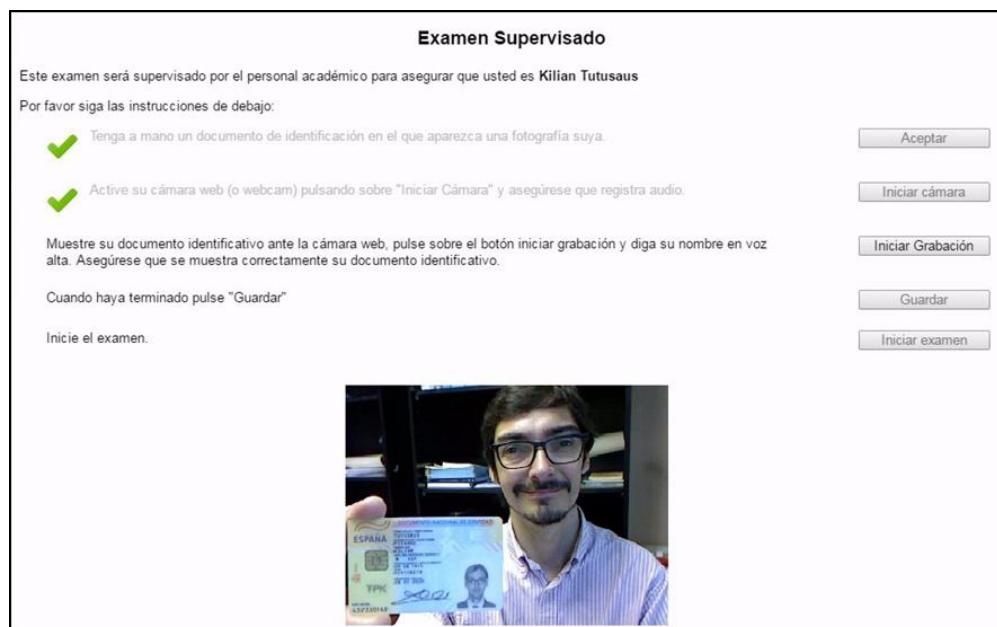 Examen Supervisado
Este examen será supervisado por el personal académico para asegurar que usted es Kilian Tutusaus
Por favor siga las instrucciones de debajo:
Tenga a mano un documento de identificación en el que aparezca una fotografía suya.
Aceptar
Active su cámara web (o webcam) pulsando sobre "Iniciar Cámara" y asegúrese que registra audio.
Iniciar cámara
Muestre su documento identificativo ante la cámara web, pulse sobre el botón iniciar grabación y diga su nombre en voz
alta. Asegúrese que se muestra correctamente su documento identificativo.
Iniciar Grabación
Cuando haya terminado pulse "Guardar"
Guardar
Inicie el examen.
Iniciar examen
DOCUMENTO NACIONAL DE IDENTIDAD
ESPAÑA
TUTUSAUS